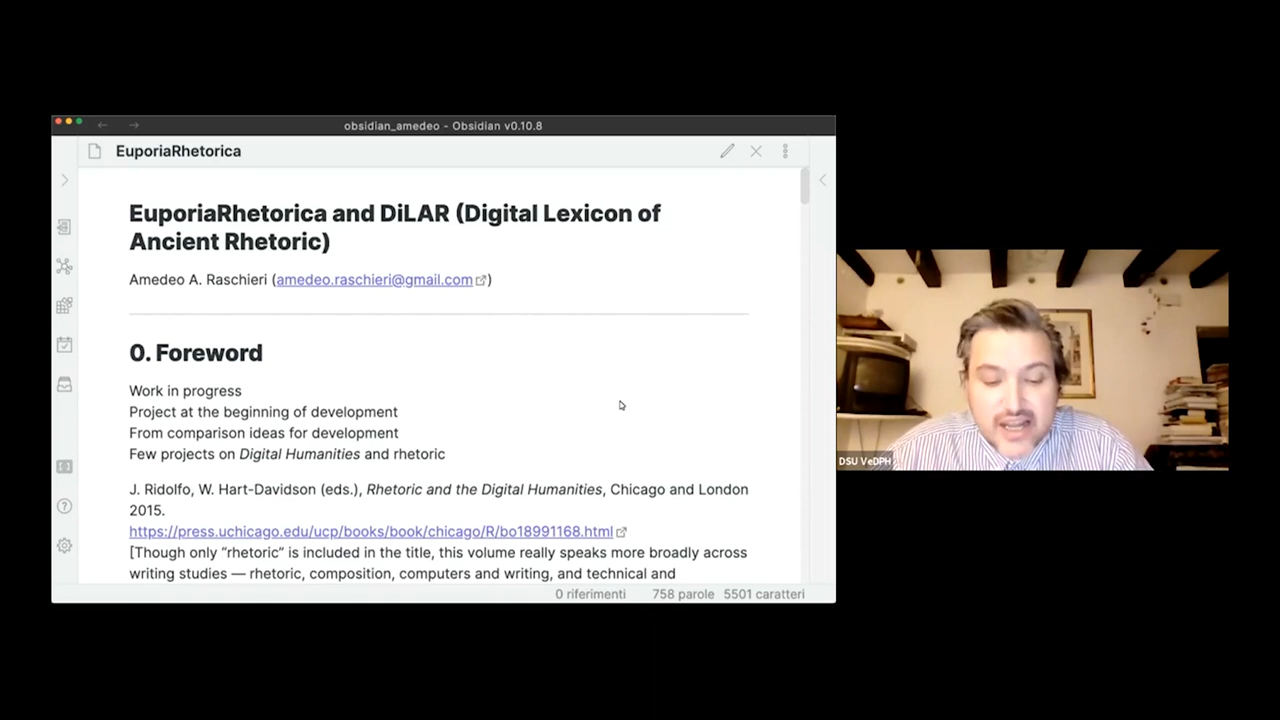 obsidian_amedeo - Obsidian v0.10.8
EuporiaRhetorica
EuporiaRhetorica and DiLAR (Digital Lexicon of
Ancient Rhetoric)
Amedeo A. Raschieri (amedeo.raschieri@gmail.com)
0. Foreword
Work in progress
Project at the beginning of development
From comparison ideas for development
Few projects on Digital Humanities and rhetoric
J. Ridolfo, W. Hart-Davidson (eds.), Rhetoric and the Digital Humanities, Chicago and London
2015.
https://press.uchicago.edu/ucp/books/book/chicago/R/bo18991168.html
[Though only “rhetoric” is included in the title, this volume really speaks more broadly across
writing studies — rhetoric, composition, computers and writing, and technical and
0 riferimenti 758 parole 5501 caratteri
DSU VeDPH